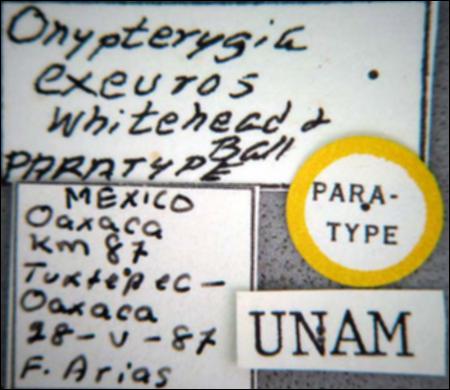 Onypterygia
exeuros
Whitehead &
Ball
PARATYPE
PARA-
TYPE
MEXICO
Oaxaca
Km 87
Tuxtepec-
Oaxaca
28-V-87
F. Arias
UNAM